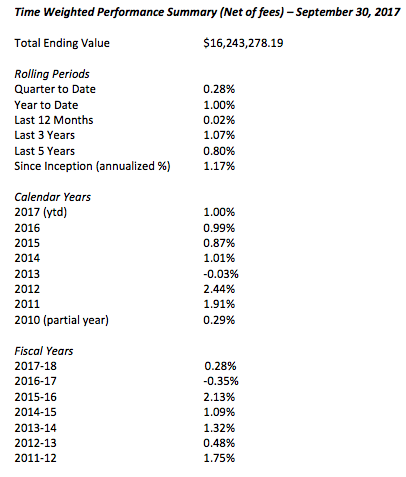 Time Weighted Performance Summary (Net of fees) – September 30, 2017
Total Ending Value $16,243,278.19
Rolling Periods
Quarter to Date 0.28%
Year to Date 1.00%
Last 12 Months 0.02%
Last 3 Years 1.07%
Last 5 Years 0.80%
Since Inception (annualized %) 1.17%
Calendar Years
2017 (ytd) 1.00%
2016 0.99%
2015 0.87%
2014 1.01%
2013 -0.03%
2012 2.44%
2011 1.91%
2010 (partial year) 0.29%
Fiscal Years
2017-18 0.28%
2016-17 -0.35%
2015-16 2.13%
2014-15 1.09%
2013-14 1.32%
2012-13 0.48%
2011-12 1.75%